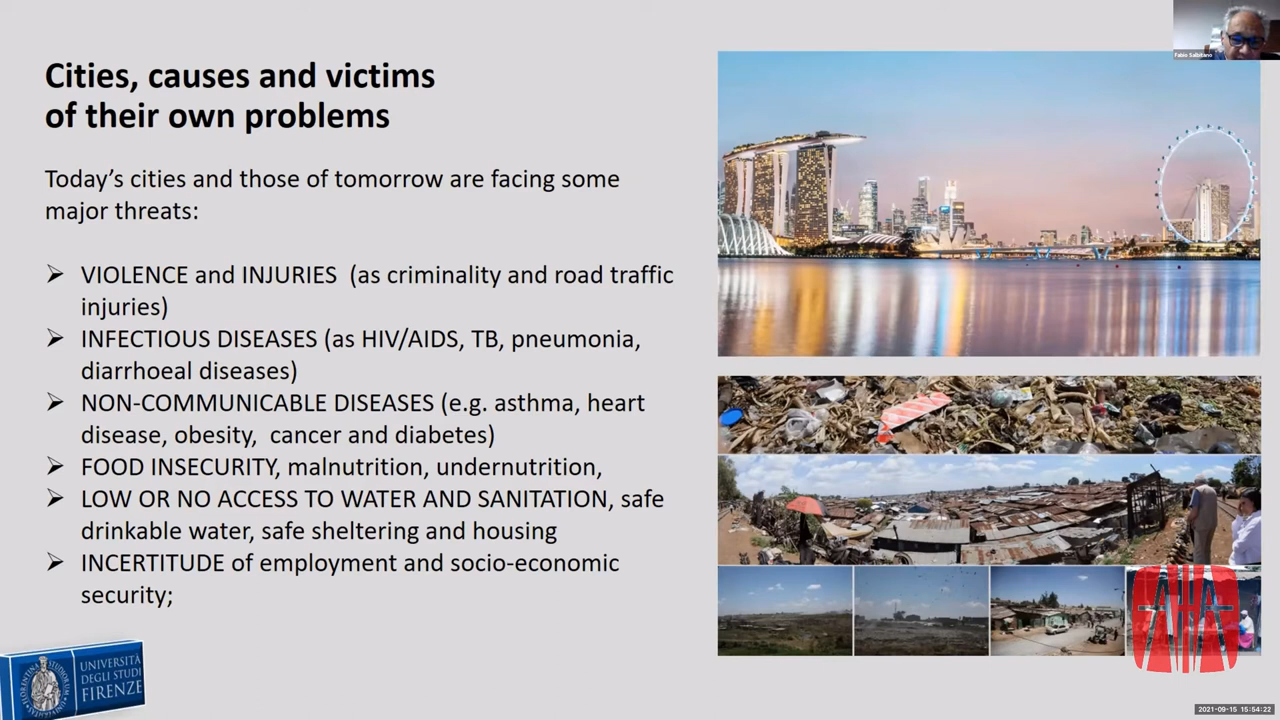 Cities, causes and victims
of their own problems
Today's cities and those of tomorrow are facing some
major threats:
➢ VIOLENCE and INJURIES (as criminality and road traffic
injuries)
➢ INFECTIOUS DISEASES (as HIV/AIDS, TB, pneumonia,
diarrhoeal diseases)
➢ NON-COMMUNICABLE DISEASES (e.g. asthma, heart
disease, obesity, cancer and diabetes)
➢ FOOD INSECURITY, malnutrition, undernutrition,
➢ LOW OR NO ACCESS TO WATER AND SANITATION, safe
drinkable water, safe sheltering and housing
➢ INCERTITUDE of employment and socio-economic
security;
Fabio Salbitano
UNIVERSITÀ
DEGLI STUDI
FIRENZE
2021-09-15 15:54:22